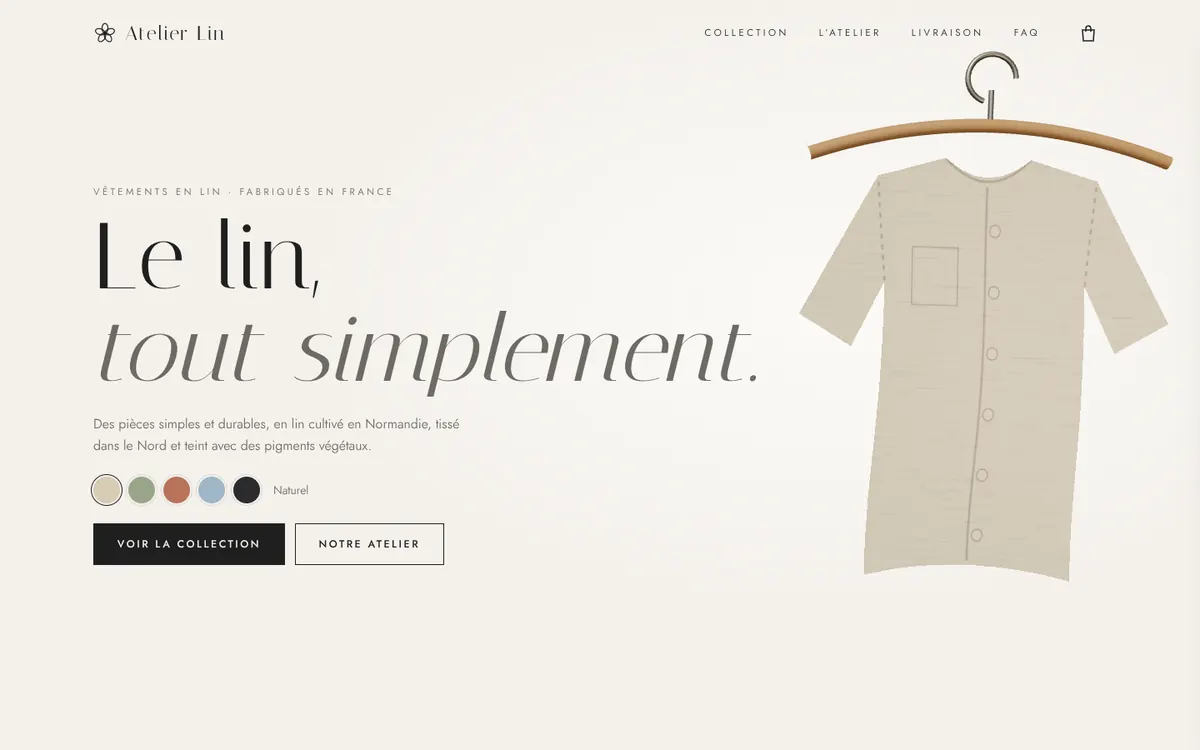 Atelier Lin
COLLECTION
L'ATELIER
LIVRAISON
FAQ
VÊTEMENTS EN LIN · FABRIQUÉS EN FRANCE
Le lin,
tout simplement.
Des pièces simples et durables, en lin cultivé en Normandie, tissé
dans le Nord et teint avec des pigments végétaux.
Naturel
VOIR LA COLLECTION
NOTRE ATELIER